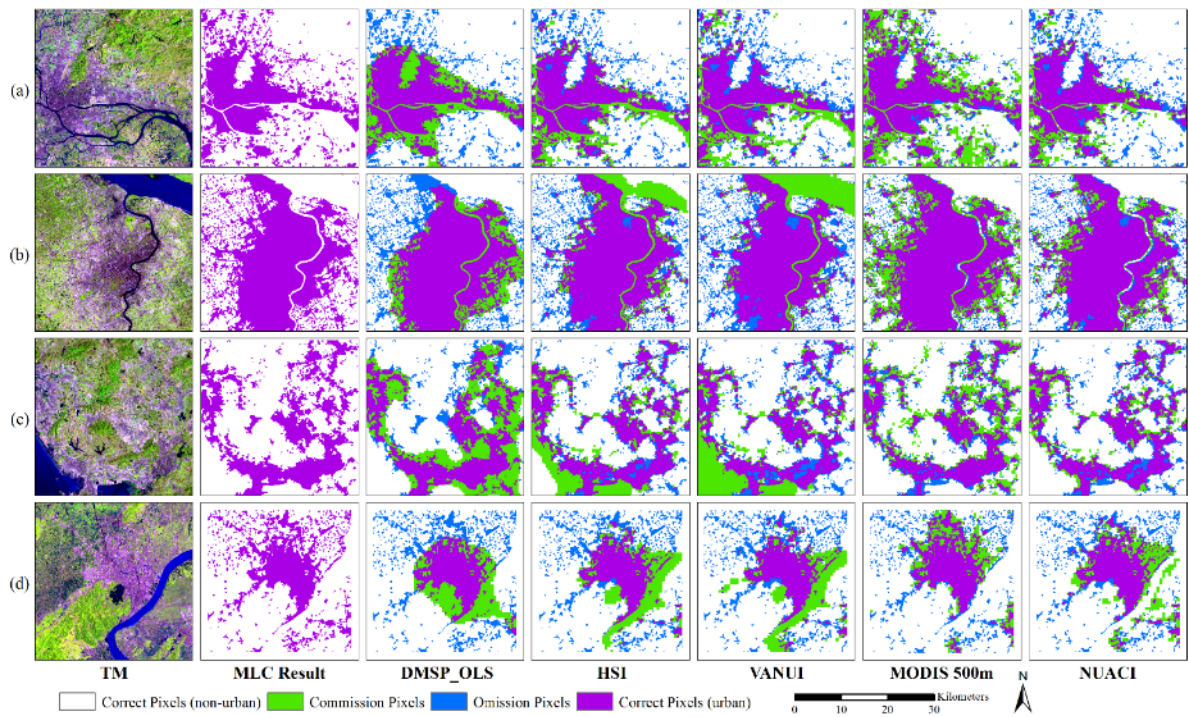 (a)
(b)
(c)
(d)
TM MLC Result DMSP_OLS HSI VANUI MODIS 500m NUACI
Correct Pixels (non-urban) Commission Pixels Omission Pixels Correct Pixels (urban) Kilometers N
0 10 20 30